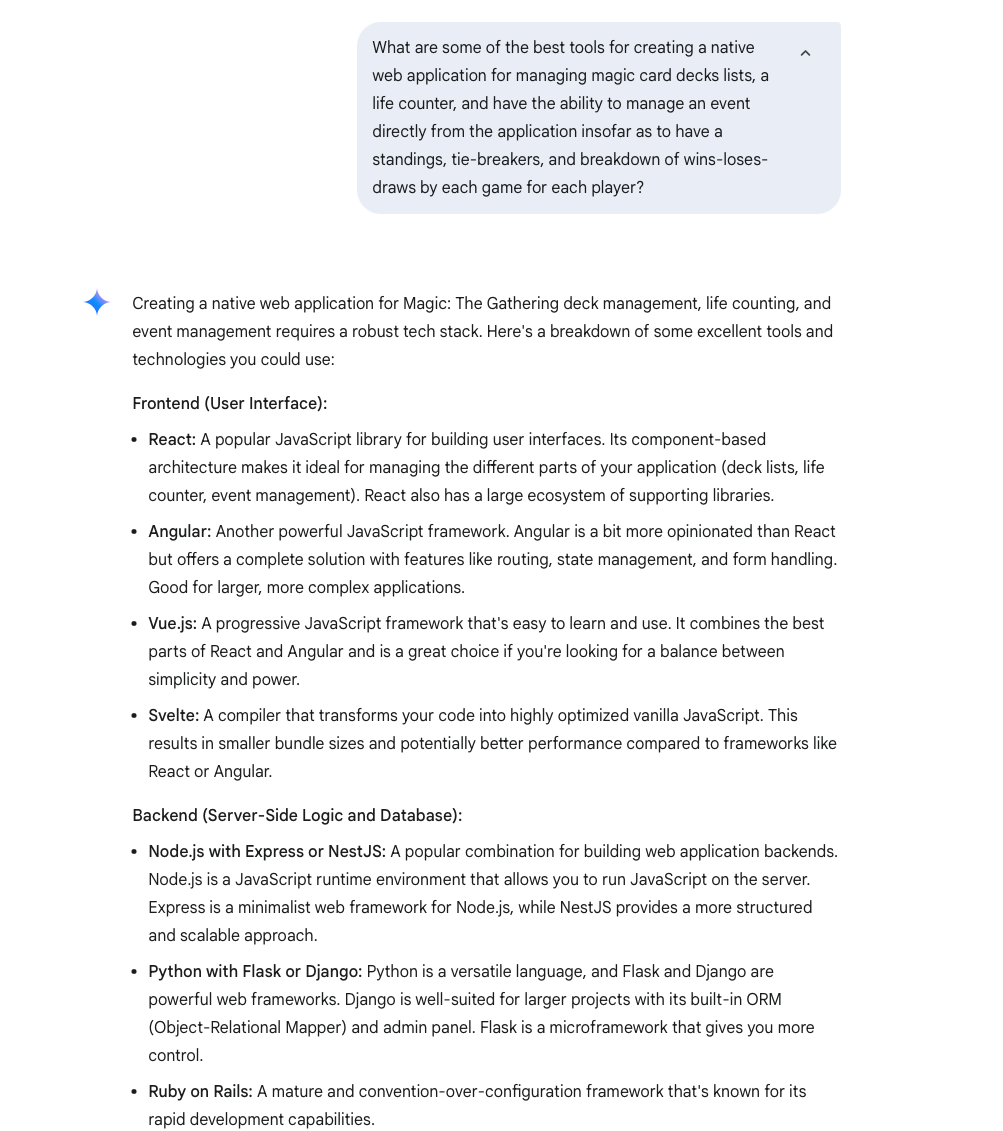 What are some of the best tools for creating a native
web application for managing magic card decks lists, a
life counter, and have the ability to manage an event
directly from the application insofar as to have a
standings, tie-breakers, and breakdown of wins-loses-
draws by each game for each player?
Creating a native web application for Magic: The Gathering deck management, life counting, and
event management requires a robust tech stack. Here's a breakdown of some excellent tools and
technologies you could use:
Frontend (User Interface):
• React: A popular JavaScript library for building user interfaces. Its component-based
architecture makes it ideal for managing the different parts of your application (deck lists, life
counter, event management). React also has a large ecosystem of supporting libraries.
• Angular: Another powerful JavaScript framework. Angular is a bit more opinionated than React
but offers a complete solution with features like routing, state management, and form handling.
Good for larger, more complex applications.
• Vue.js: A progressive JavaScript framework that's easy to learn and use. It combines the best
parts of React and Angular and is a great choice if you're looking for a balance between
simplicity and power.
• Svelte: A compiler that transforms your code into highly optimized vanilla JavaScript. This
results in smaller bundle sizes and potentially better performance compared to frameworks like
React or Angular.
Backend (Server-Side Logic and Database):
• Node.js with Express or NestJS: A popular combination for building web application backends.
Node.js is a JavaScript runtime environment that allows you to run JavaScript on the server.
Express is a minimalist web framework for Node.js, while NestJS provides a more structured
and scalable approach.
• Python with Flask or Django: Python is a versatile language, and Flask and Django are
powerful web frameworks. Django is well-suited for larger projects with its built-in ORM
(Object-Relational Mapper) and admin panel. Flask is a microframework that gives you more
control.
• Ruby on Rails: A mature and convention-over-configuration framework that's known for its
rapid development capabilities.